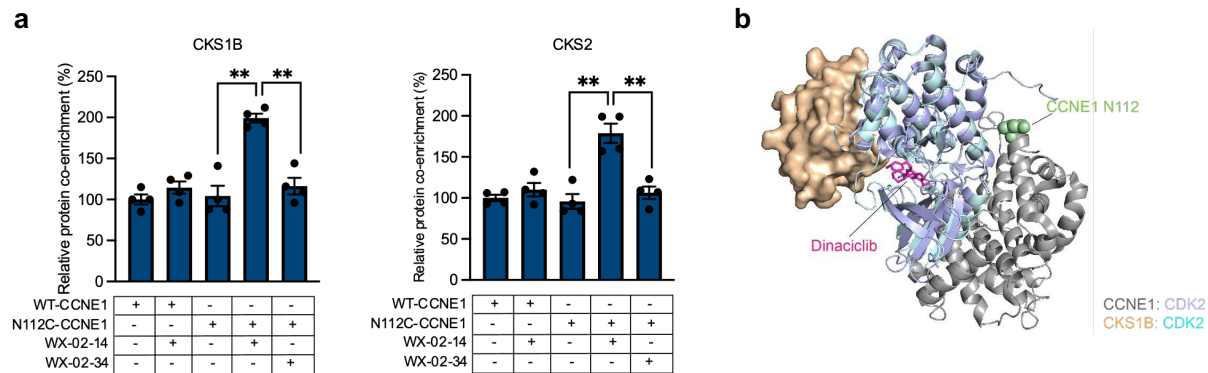 a
b
CKS1B
Relative protein co-enrichment (%)
250
200
150
100
50
0
** **
WT-CCNE1 + + - - -
N112C-CCNE1 - - + + +
WX-02-14 - + - + -
WX-02-34 - - - - +
CKS2
Relative protein co-enrichment (%)
250
200
150
100
50
0
** **
WT-CCNE1 + + - - -
N112C-CCNE1 - - + + +
WX-02-14 - + - + -
WX-02-34 - - - - +
CCNE1 N112
Dinaciclib
CCNE1: CDK2
CKS1B: CDK2